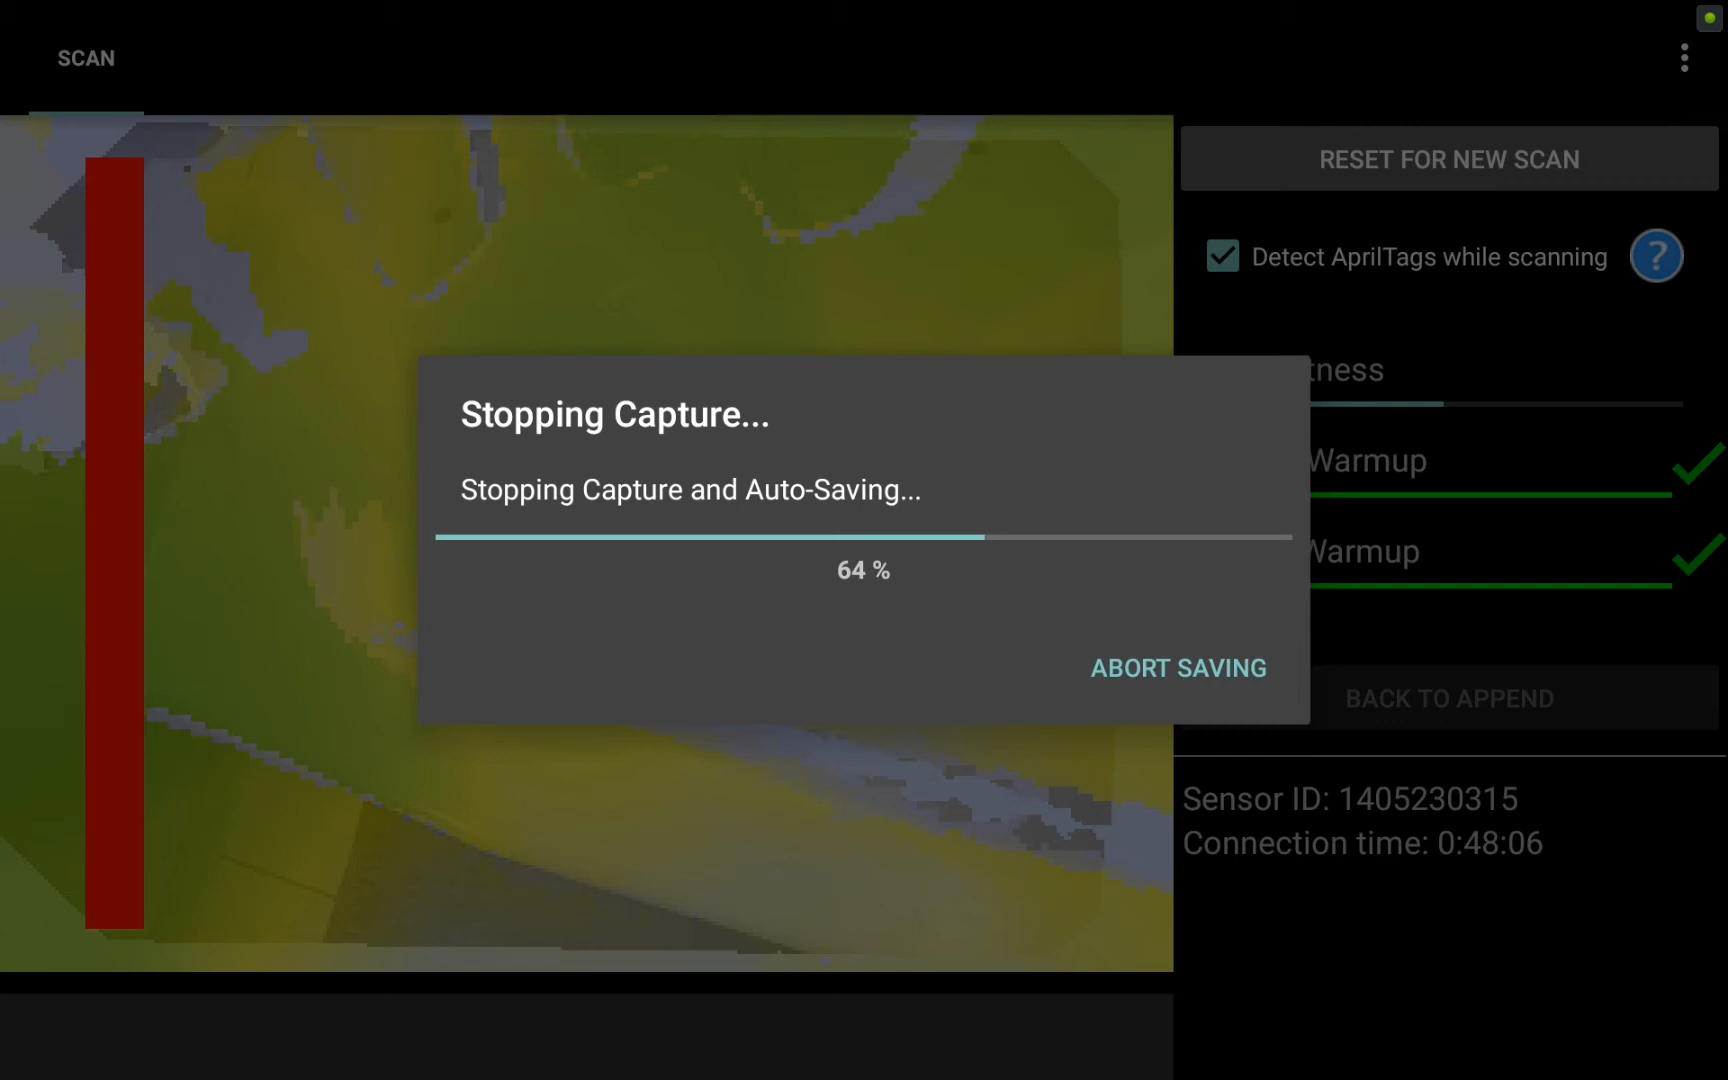 SCAN
RESET FOR NEW SCAN
Detect AprilTags while scanning
?
tness
Stopping Capture...
Warmup
Stopping Capture and Auto-Saving...
Warmup
64 %
ABORT SAVING
BACK TO APPEND
Sensor ID: 1405230315
Connection time: 0:48:06